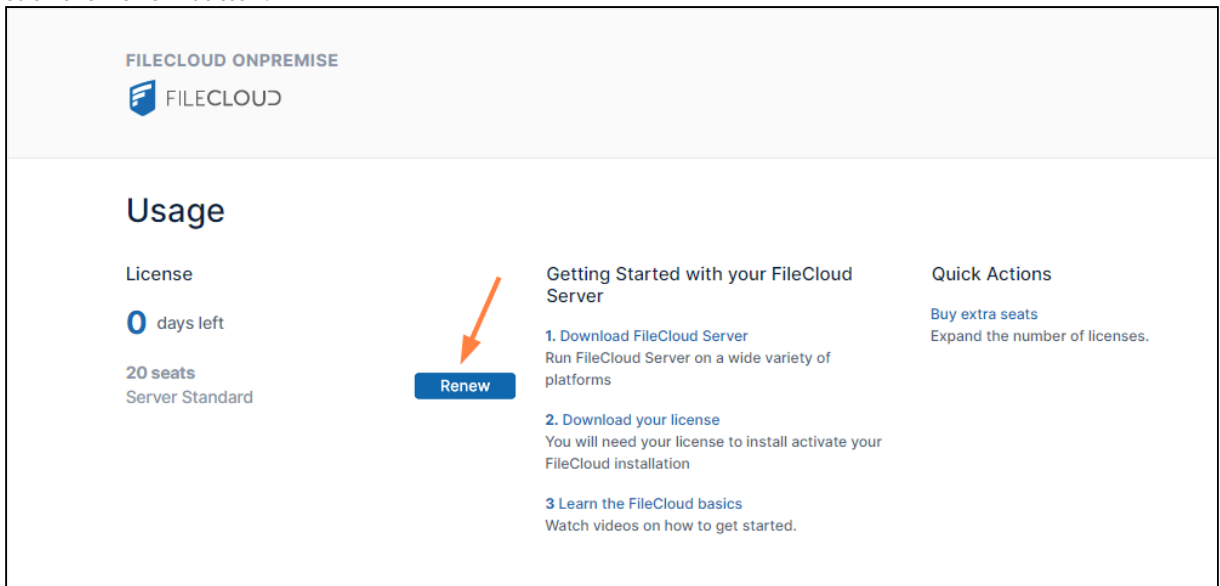 FILECLOUD ONPREMISE
FILECLOUD
Usage
License
0 days left
20 seats
Server Standard
Renew
Getting Started with your FileCloud
Server
1. Download FileCloud Server
Run FileCloud Server on a wide variety of
platforms
2. Download your license
You will need your license to install activate your
FileCloud installation
3 Learn the FileCloud basics
Watch videos on how to get started.
Quick Actions
Buy extra seats
Expand the number of licenses.